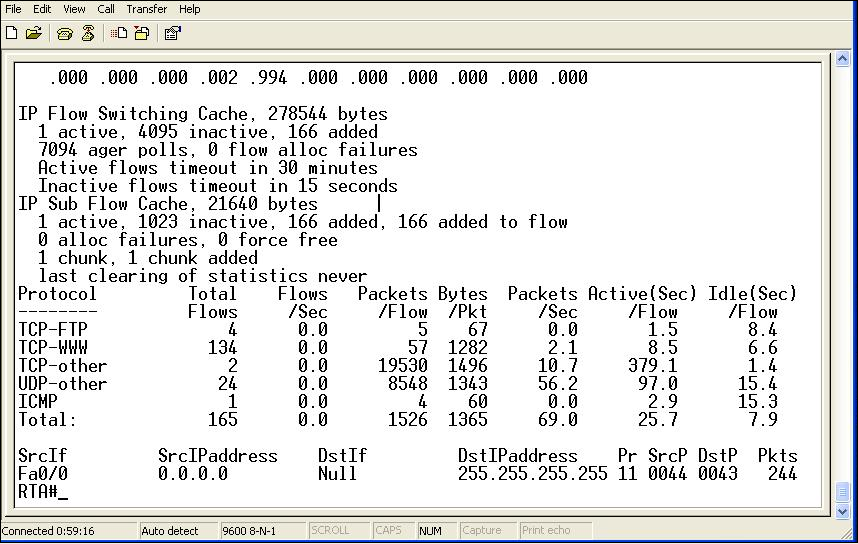 File Edit View Call Transfer Help
.000 .000 .000 .002 .994 .000 .000 .000 .000 .000 .000
IP Flow Switching Cache, 278544 bytes
1 active, 4095 inactive, 166 added
7094 ager polls, 0 flow alloc failures
Active flows timeout in 30 minutes
Inactive flows timeout in 15 seconds
IP Sub Flow Cache, 21640 bytes
1 active, 1023 inactive, 166 added, 166 added to flow
0 alloc failures, 0 force free
1 chunk, 1 chunk added
last clearing of statistics never
Protocol Total Flows Packets Bytes Packets Active(Sec) Idle(Sec)
-------- Flows /Sec /Flow /Pkt /Sec /Flow /Flow
TCP-FTP 4 0.0 5 67 0.0 1.5 8.4
TCP-WWW 134 0.0 57 1282 2.1 8.5 6.6
TCP-other 2 0.0 19530 1496 10.7 379.1 1.4
UDP-other 24 0.0 8548 1343 56.2 97.0 15.4
ICMP 1 0.0 4 60 0.0 2.9 15.3
Total: 165 0.0 1526 1365 69.0 25.7 7.9
SrcIf SrcIPaddress DstIf DstIPaddress Pr SrcP DstP Pkts
Fa0/0 0.0.0.0 Null 255.255.255.255 11 0044 0043 244
RTA#_
Connected 0:59:16 Auto detect 9600 8-N-1 SCROLL CAPS NUM Capture Print echo